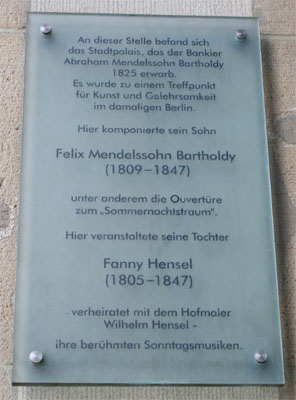 An dieser Stelle befand sich
das Stadtpalais, das der Bankier
Abraham Mendelssohn Bartholdy
1825 erwarb.
Es wurde zu einem Treffpunkt
für Kunst und Gelehrsamkeit
im damaligen Berlin.
Hier komponierte sein Sohn
Felix Mendelssohn Bartholdy
(1809–1847)
unter anderem die Ouvertüre
zum „Sommernachtstraum".
Hier veranstaltete seine Tochter
Fanny Hensel
(1805–1847)
- verheiratet mit dem Hofmaler
Wilhelm Hensel -
ihre berühmten Sonntagsmusiken.